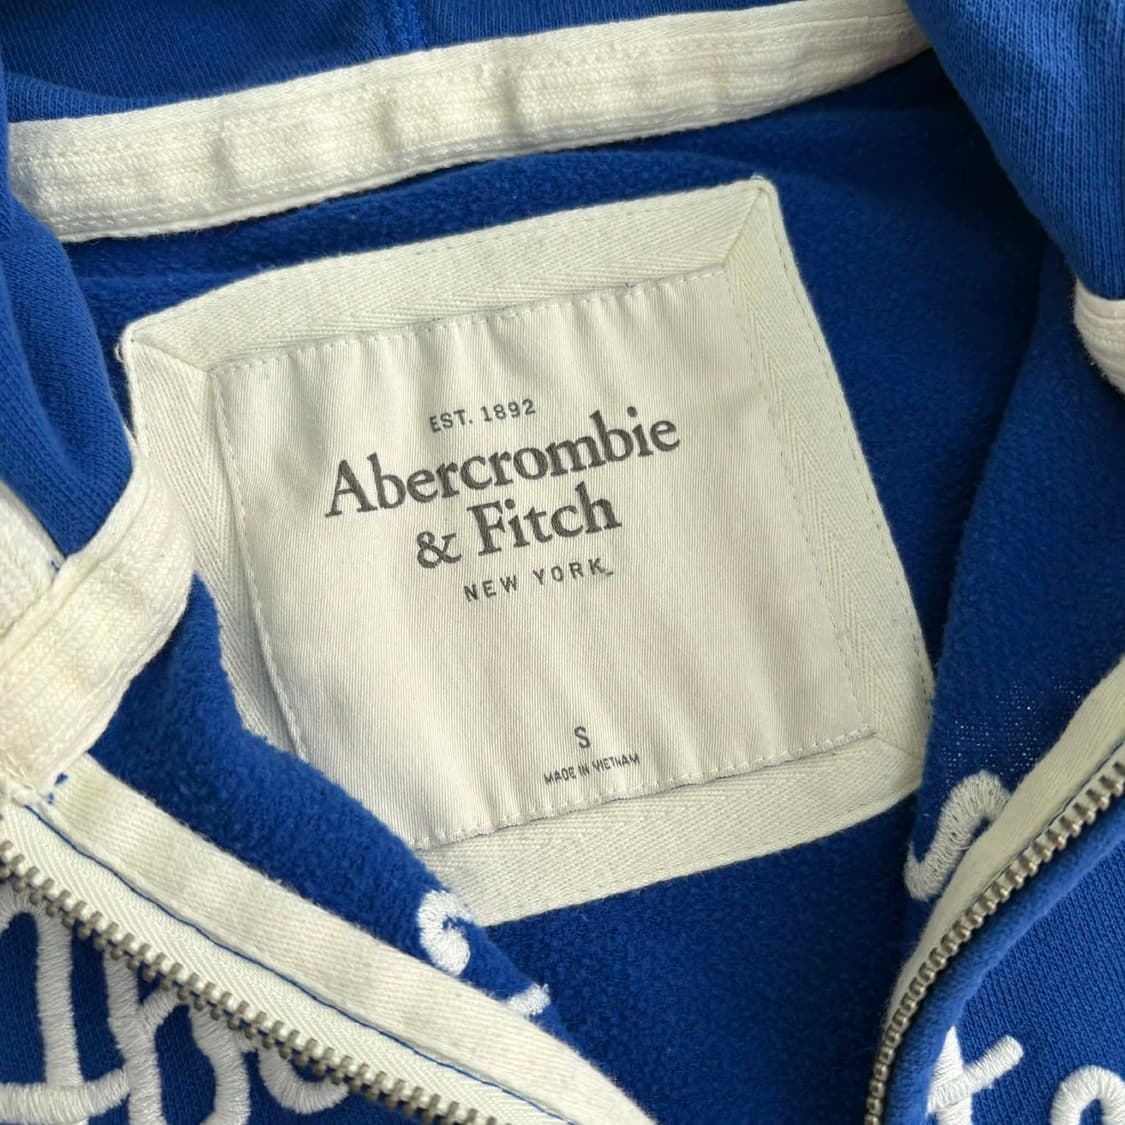 EST. 1892
Abercrombie
& Fitch
NEW YORK
S
MADE IN VIETNAM